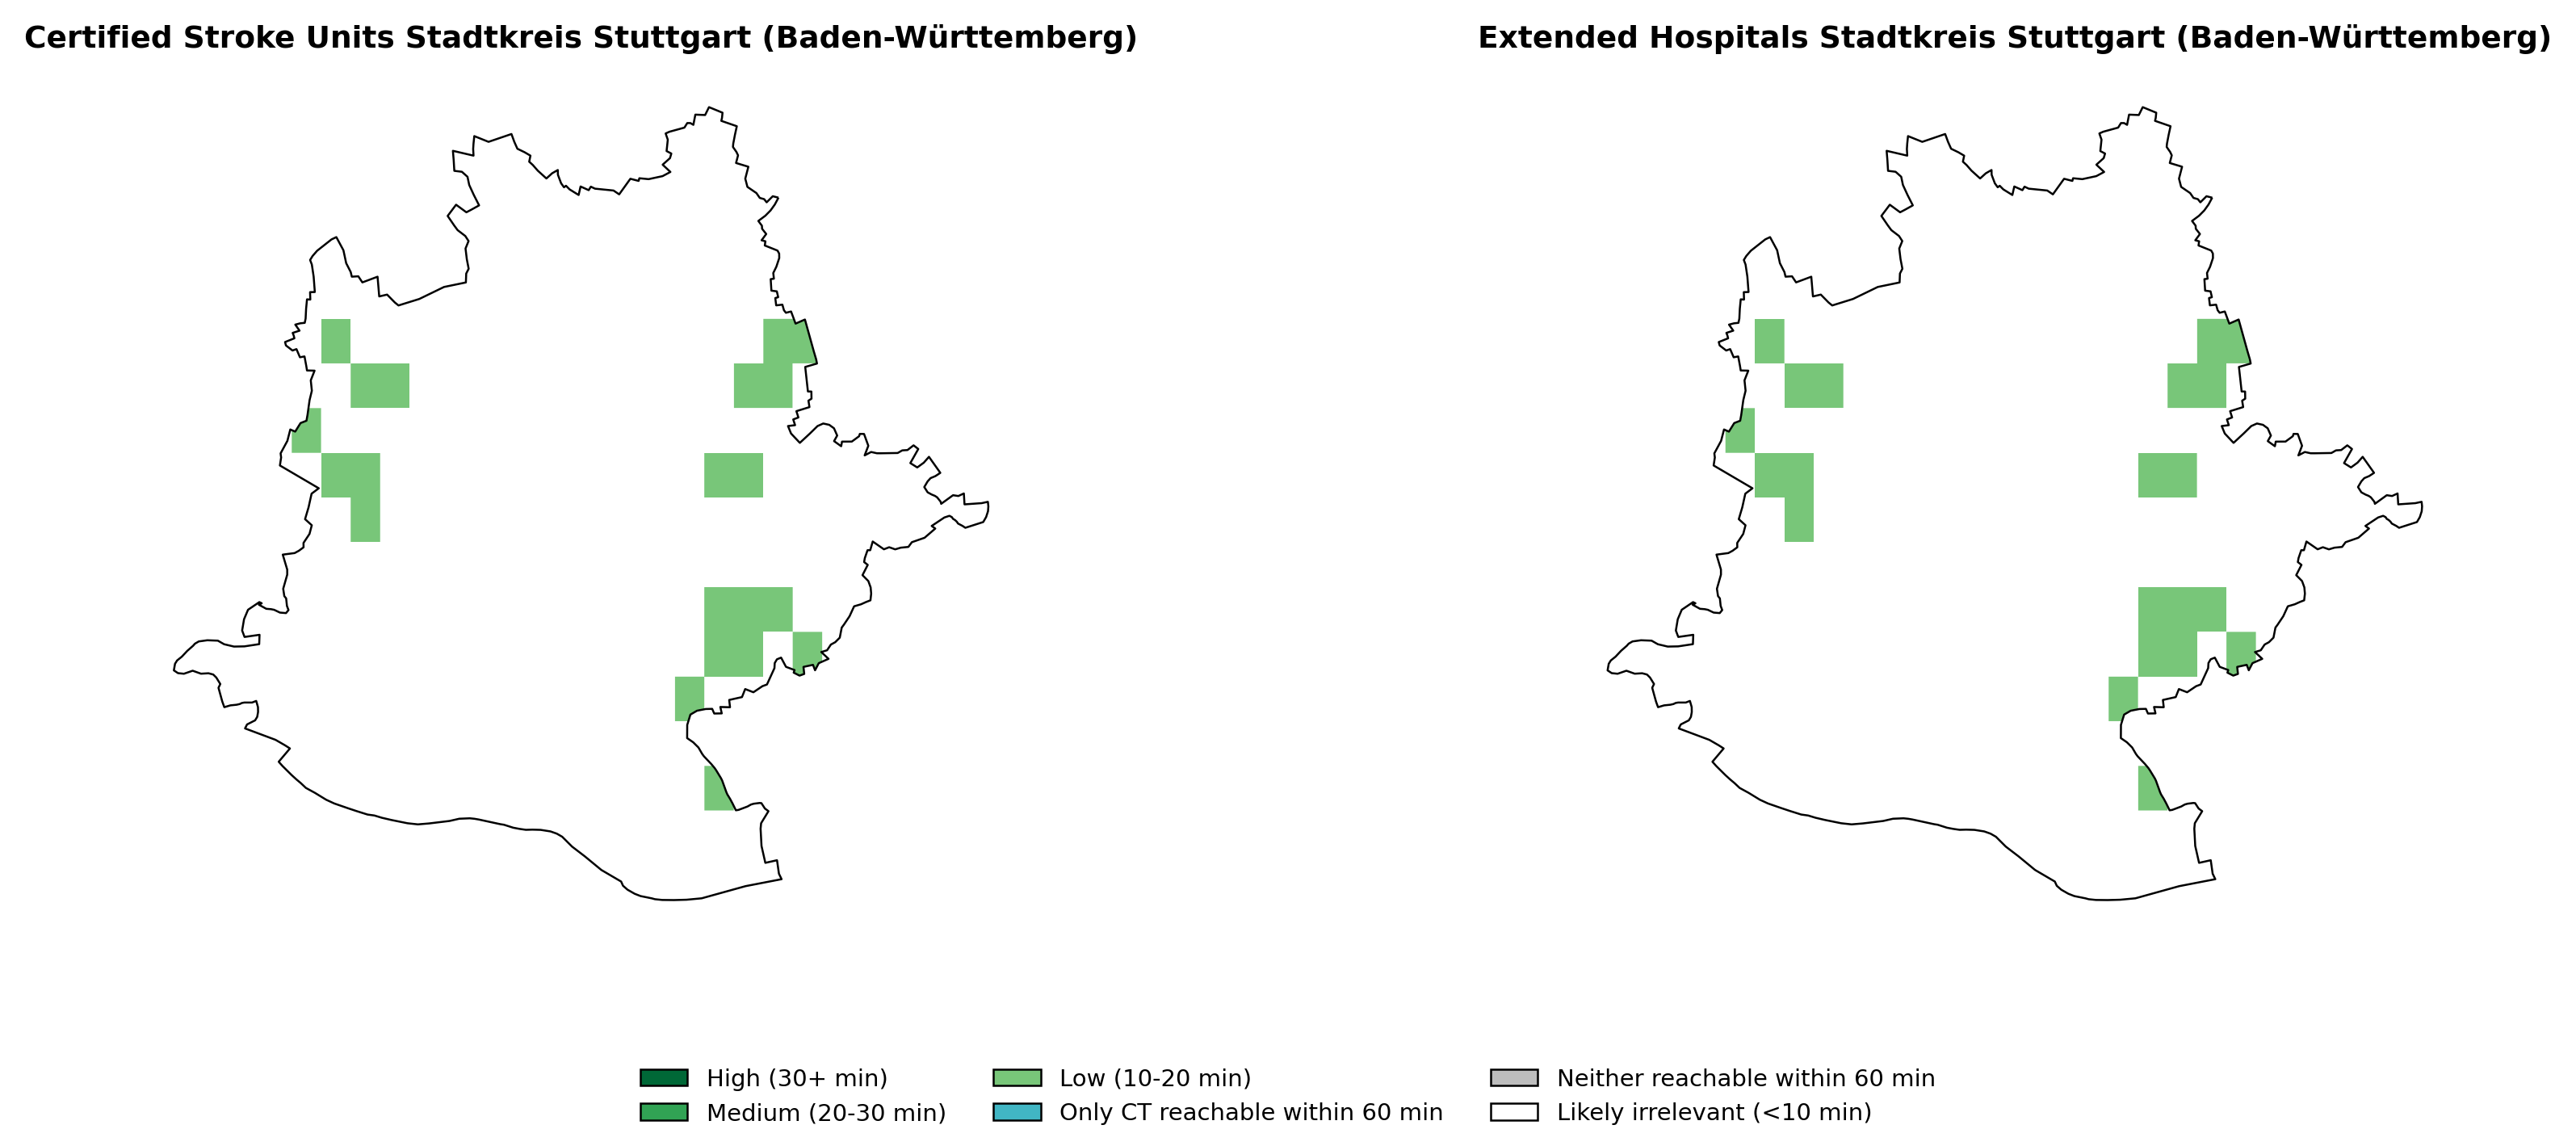 Certified Stroke Units Stadtkreis Stuttgart (Baden-Württemberg)
Extended Hospitals Stadtkreis Stuttgart (Baden-Württemberg)
High (30+ min)
Medium (20-30 min)
Low (10-20 min)
Only CT reachable within 60 min
Neither reachable within 60 min
Likely irrelevant (<10 min)